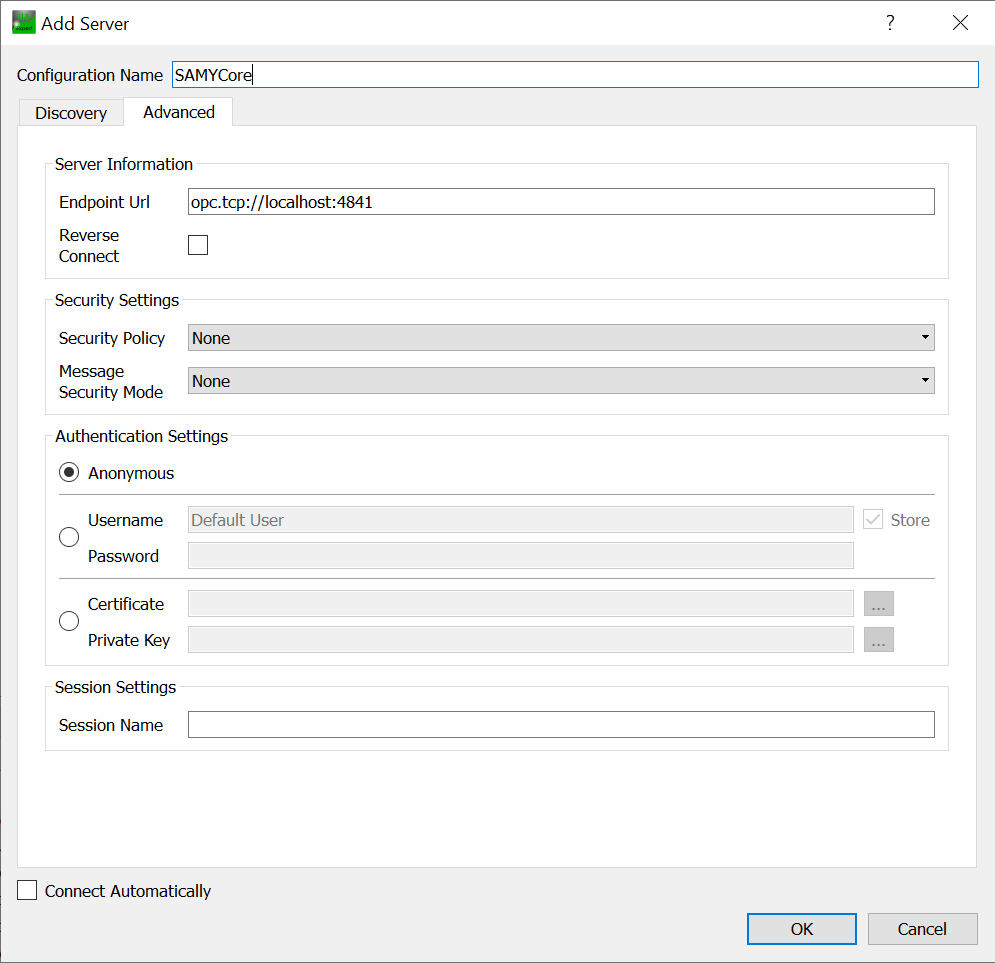 Add Server
?
Configuration Name SAMYCore
Discovery Advanced
Server Information
Endpoint Url opc.tcp://localhost:4841
Reverse
Connect
Security Settings
Security Policy None
Message
Security Mode None
Authentication Settings
Anonymous
Username Default User Store
Password
Certificate ...
Private Key ...
Session Settings
Session Name
Connect Automatically
OK Cancel